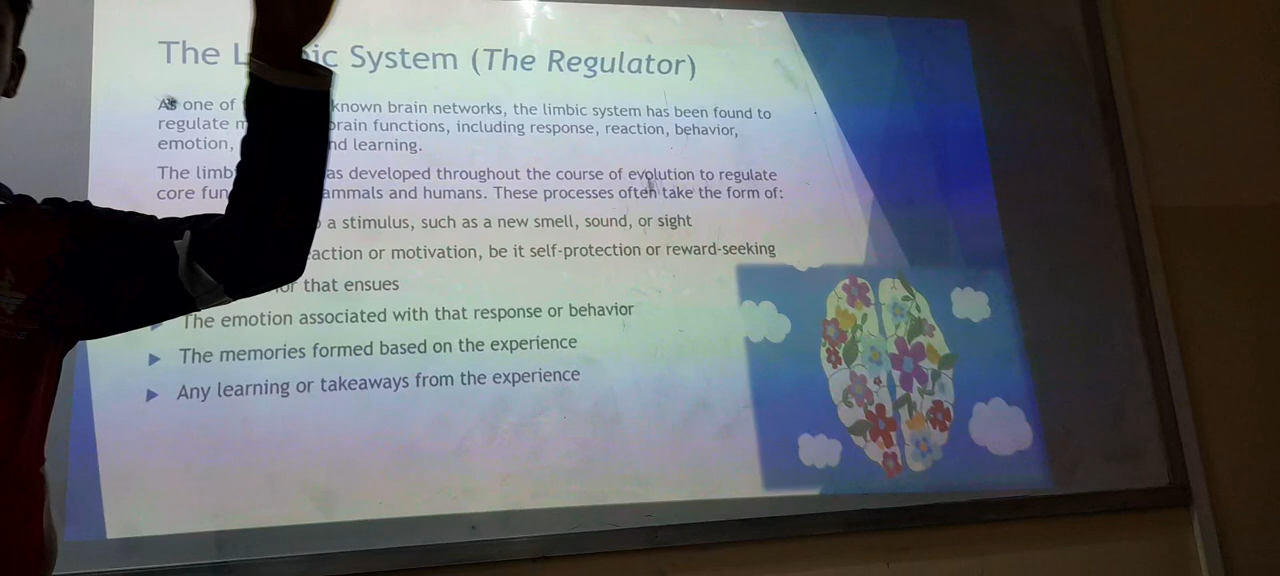 The L ic System (The Regulator)
As one of known brain networks, the limbic system has been found to
regulate m brain functions, including response, reaction, behavior,
emotion, nd learning.
The limb as developed throughout the course of evolution to regulate
core fun ammals and humans. These processes often take the form of:
a stimulus, such as a new smell, sound, or sight
eaction or motivation, be it self-protection or reward-seeking
that ensues
The emotion associated with that response or behavior
The memories formed based on the experience
Any learning or takeaways from the experience